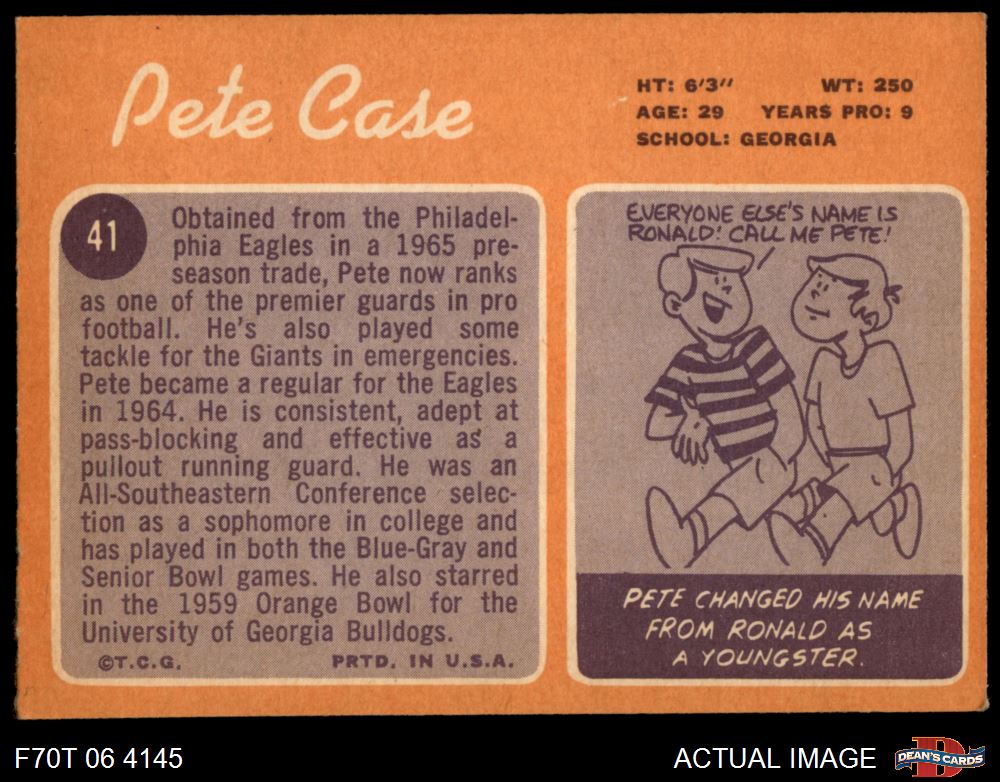 Pete Case
HT: 6'3" WT: 250
AGE: 29 YEARS PRO: 9
SCHOOL: GEORGIA
41
Obtained from the Philadel-
phia Eagles in a 1965 pre-
season trade, Pete now ranks
as one of the premier guards in pro
football. He's also played some
tackle for the Giants in emergencies.
Pete became a regular for the Eagles
in 1964. He is consistent, adept at
pass-blocking and effective as a
pullout running guard. He was an
All-Southeastern Conference selec-
tion as a sophomore in college and
has played in both the Blue-Gray and
Senior Bowl games. He also starred
in the 1959 Orange Bowl for the
University of Georgia Bulldogs.
©T.C.G. PRTD. IN U.S.A.
EVERYONE ELSE'S NAME IS
RONALD! CALL ME PETE!
PETE CHANGED HIS NAME
FROM RONALD AS
A YOUNGSTER.
F70T 06 4145
ACTUAL IMAGE
D
DEAN'S CARDS